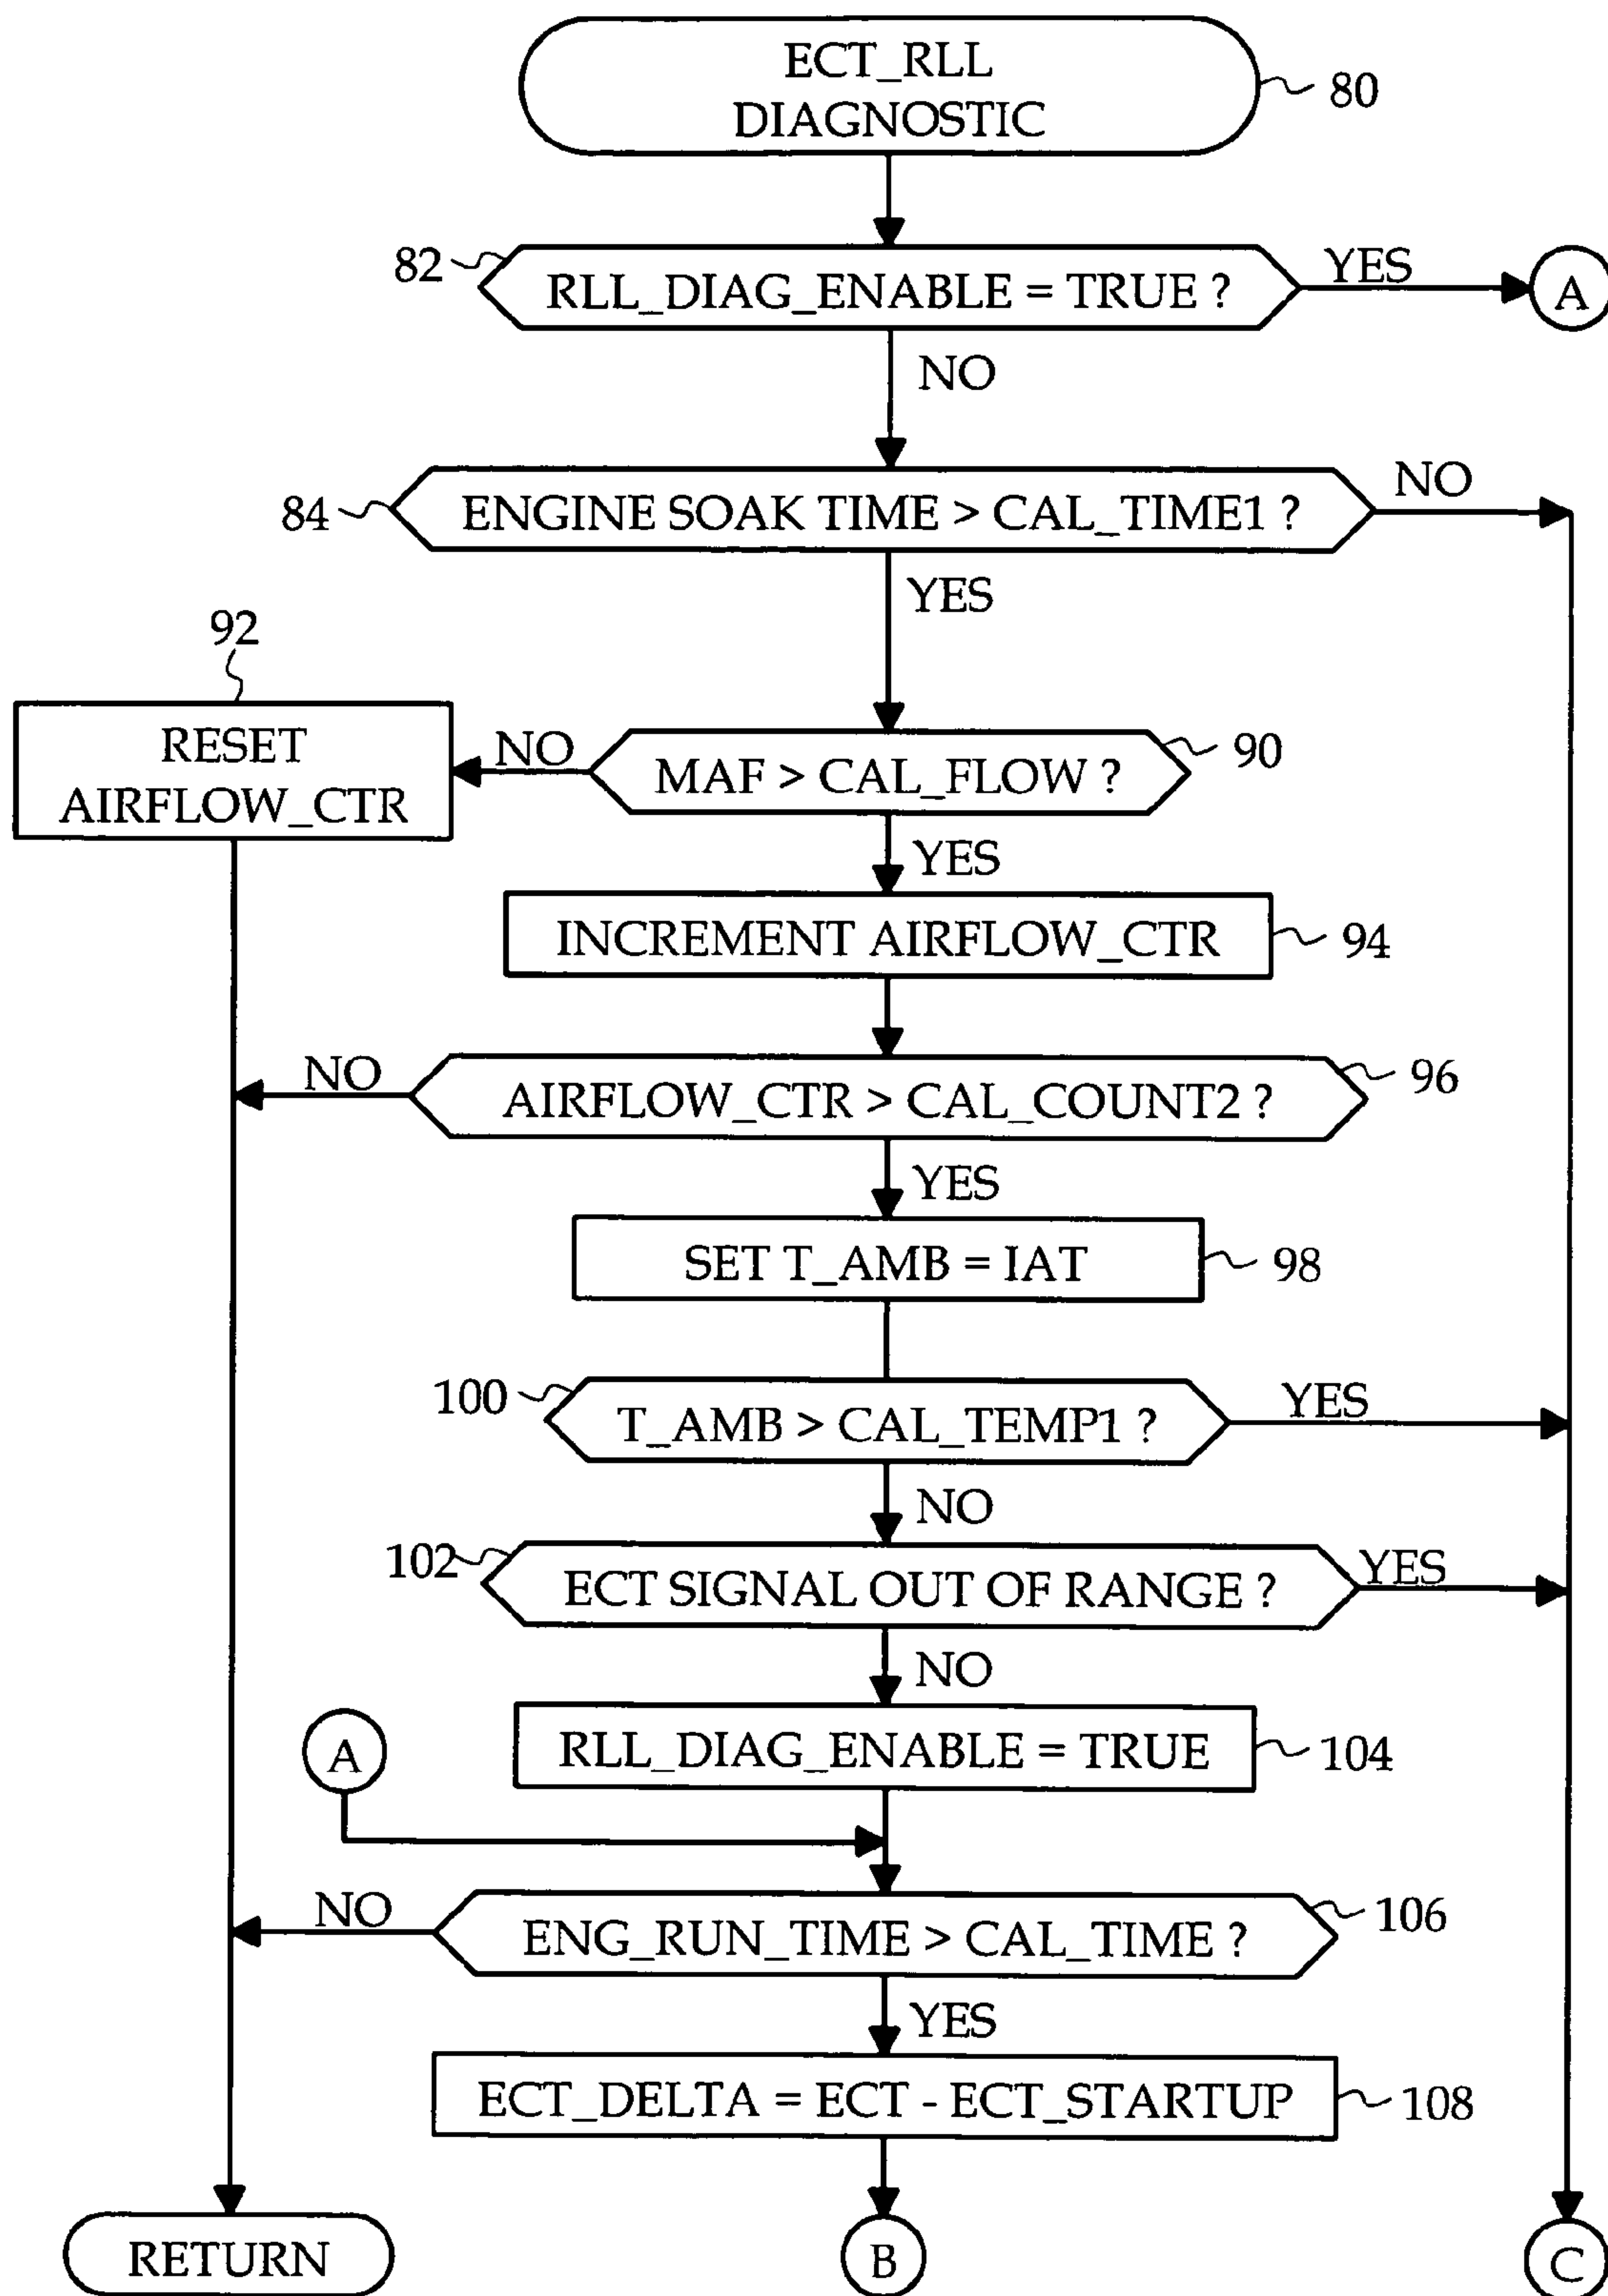 ECT_RLL
DIAGNOSTIC
80
82
RLL_DIAG_ENABLE = TRUE ?
YES
A
NO
84
ENGINE SOAK TIME > CAL_TIME1 ?
NO
YES
92
RESET
AIRFLOW_CTR
NO
MAF > CAL_FLOW ?
90
YES
INCREMENT AIRFLOW_CTR
94
NO
AIRFLOW_CTR > CAL_COUNT2 ?
96
YES
SET T_AMB = IAT
98
100
T_AMB > CAL_TEMP1 ?
YES
NO
102
ECT SIGNAL OUT OF RANGE ?
YES
NO
A
RLL_DIAG_ENABLE = TRUE
104
NO
ENG_RUN_TIME > CAL_TIME ?
106
YES
ECT_DELTA = ECT - ECT_STARTUP
108
RETURN
B
C